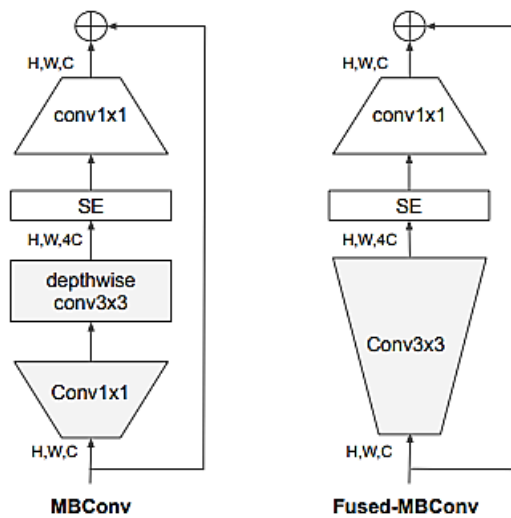 H,W,C
conv1x1
SE
H,W,4C
depthwise
conv3x3
Conv1x1
H,W,C
MBConv
H,W,C
conv1x1
SE
H,W,4C
Conv3x3
H,W,C
Fused-MBConv